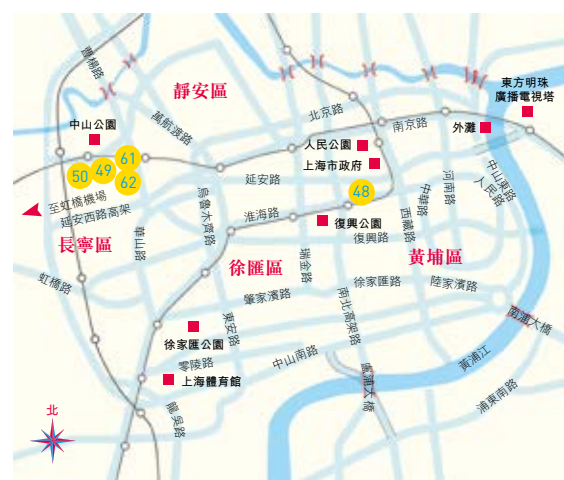 曹楊路
靜安區
東方明珠
廣播電視塔
北京路
中山公園
萬航渡路
南京路
外灘
人民公園
61
上海市政府
50
49
62
延安路
48
中山東路
人民路
河南路
中華路
至虹橋機場
烏魯木齊路
延安西路高架
淮海路
西藏路
復興公園
長寧區
華山路
復興路
黃埔區
徐匯區
瑞金路
虹橋路
徐家匯路
陸家濱路
肇家濱路
南北高架路
東安路
南浦大橋
徐家匯公園
零陵路
中山南路
黃浦江
上海體育館
盧浦大橋
浦東南路
龍吳路
北